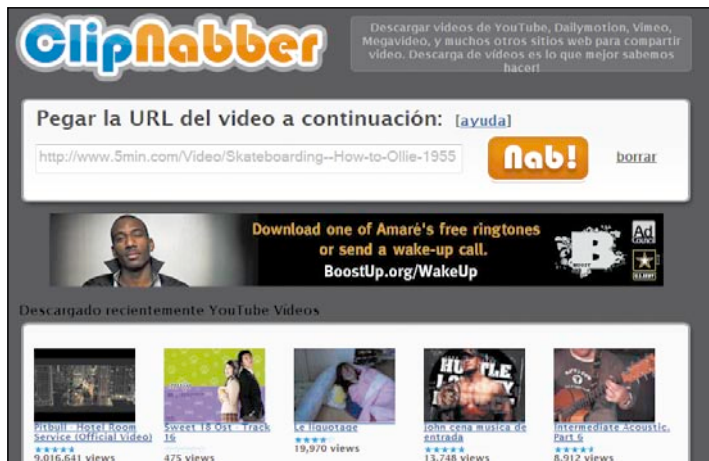 ClipNabber
Descargar videos de YouTube, Dailymotion, Vimeo,
Megavideo, y muchos otros sitios web para compartir
video. Descarga de vídeos es lo que mejor sabemos
hacer!
Pegar la URL del video a continuación: [ayuda]
http://www.5min.com/Video/Skateboarding--How-to-Ollie-1955
Nab!
borrar
Download one of Amaré's free ringtones
or send a wake-up call.
BoostUp.org/WakeUp
B
Ad
Council
U.S. ARMY
Descargado recientemente YouTube Vídeos
HUSTLE
Pitbull - Hotel Room
Service (Official Video)
9,016,641 views
Sweet 18 Ost - Track
16
475 views
Le liquotage
19,970 views
john cena musica de
entrada
13,748 views
Intermediate Acoustic,
Part 6
8,912 views